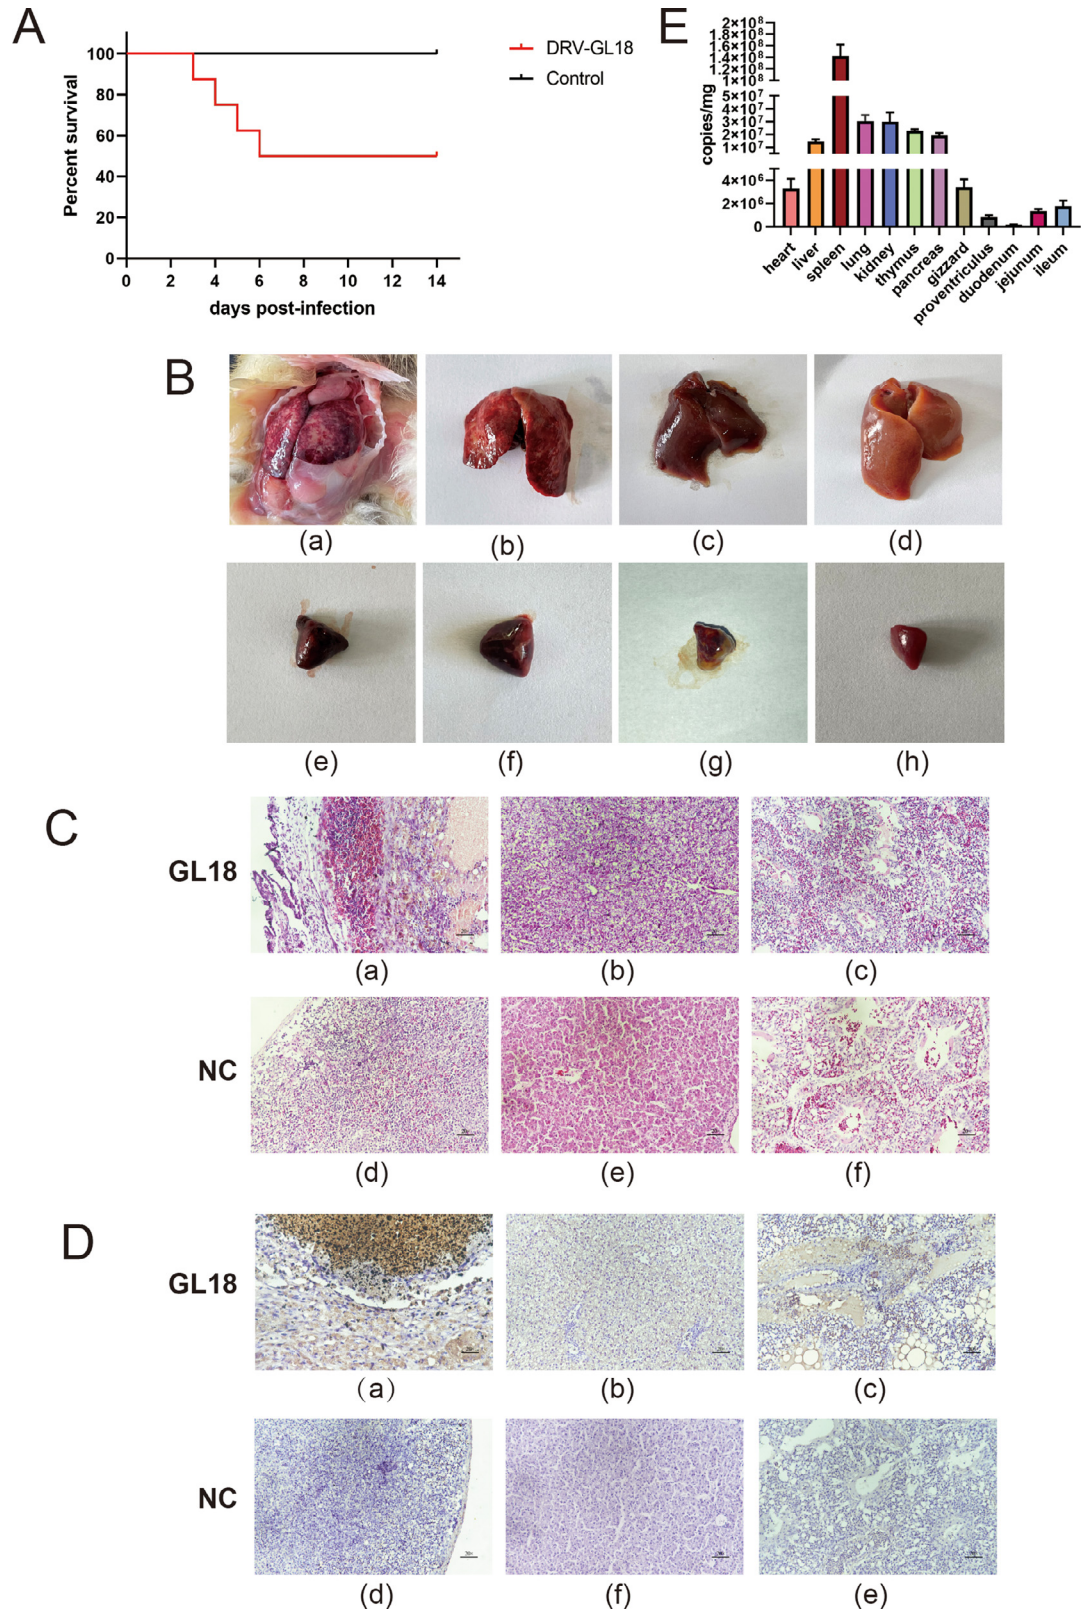 A
Percent survival
100
80
60
40
20
0
0 2 4 6 8 10 12 14
days post-infection
DRV-GL18
Control
E
copies/mg
2×10⁸
1.8×10⁸
1.6×10⁸
1.4×10⁸
1.2×10⁸
1×10⁸
5×10⁷
3×10⁷
2×10⁷
1×10⁷
4×10⁶
2×10⁶
0
heart
liver
spleen
lung
kidney
thymus
pancreas
gizzard
proventriculus
duodenum
jejunum
ileum
B
(a) (b) (c) (d)
(e) (f) (g) (h)
C
GL18
(a) (b) (c)
NC
(d) (e) (f)
D
GL18
(a) (b) (c)
NC
(d) (f) (e)